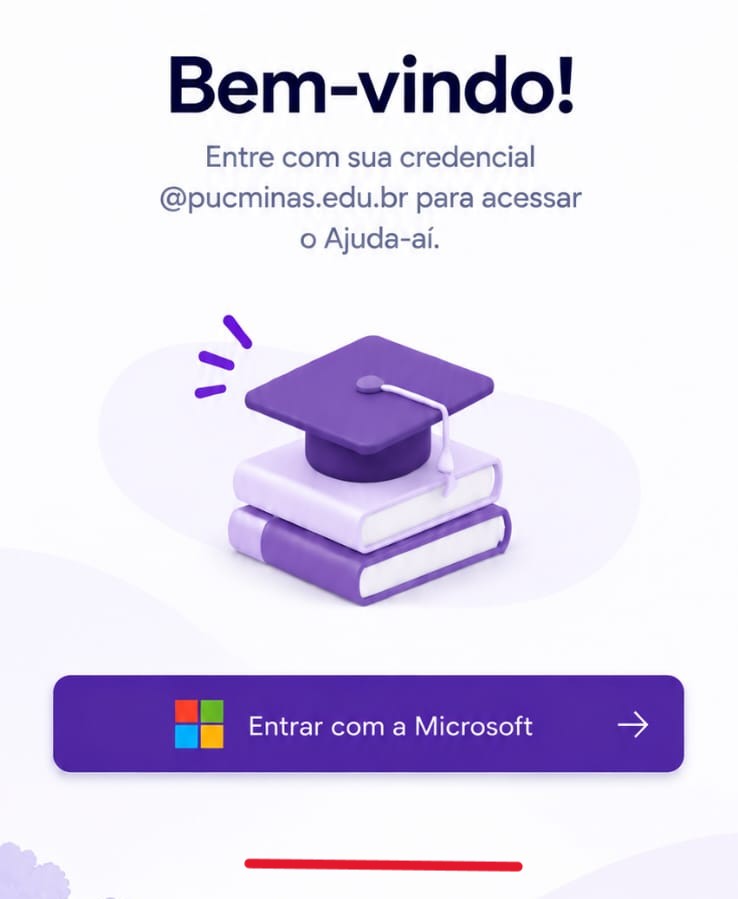 Bem-vindo!
Entre com sua credencial
@pucminas.edu.br para acessar
o Ajuda-aí.
Entrar com a Microsoft